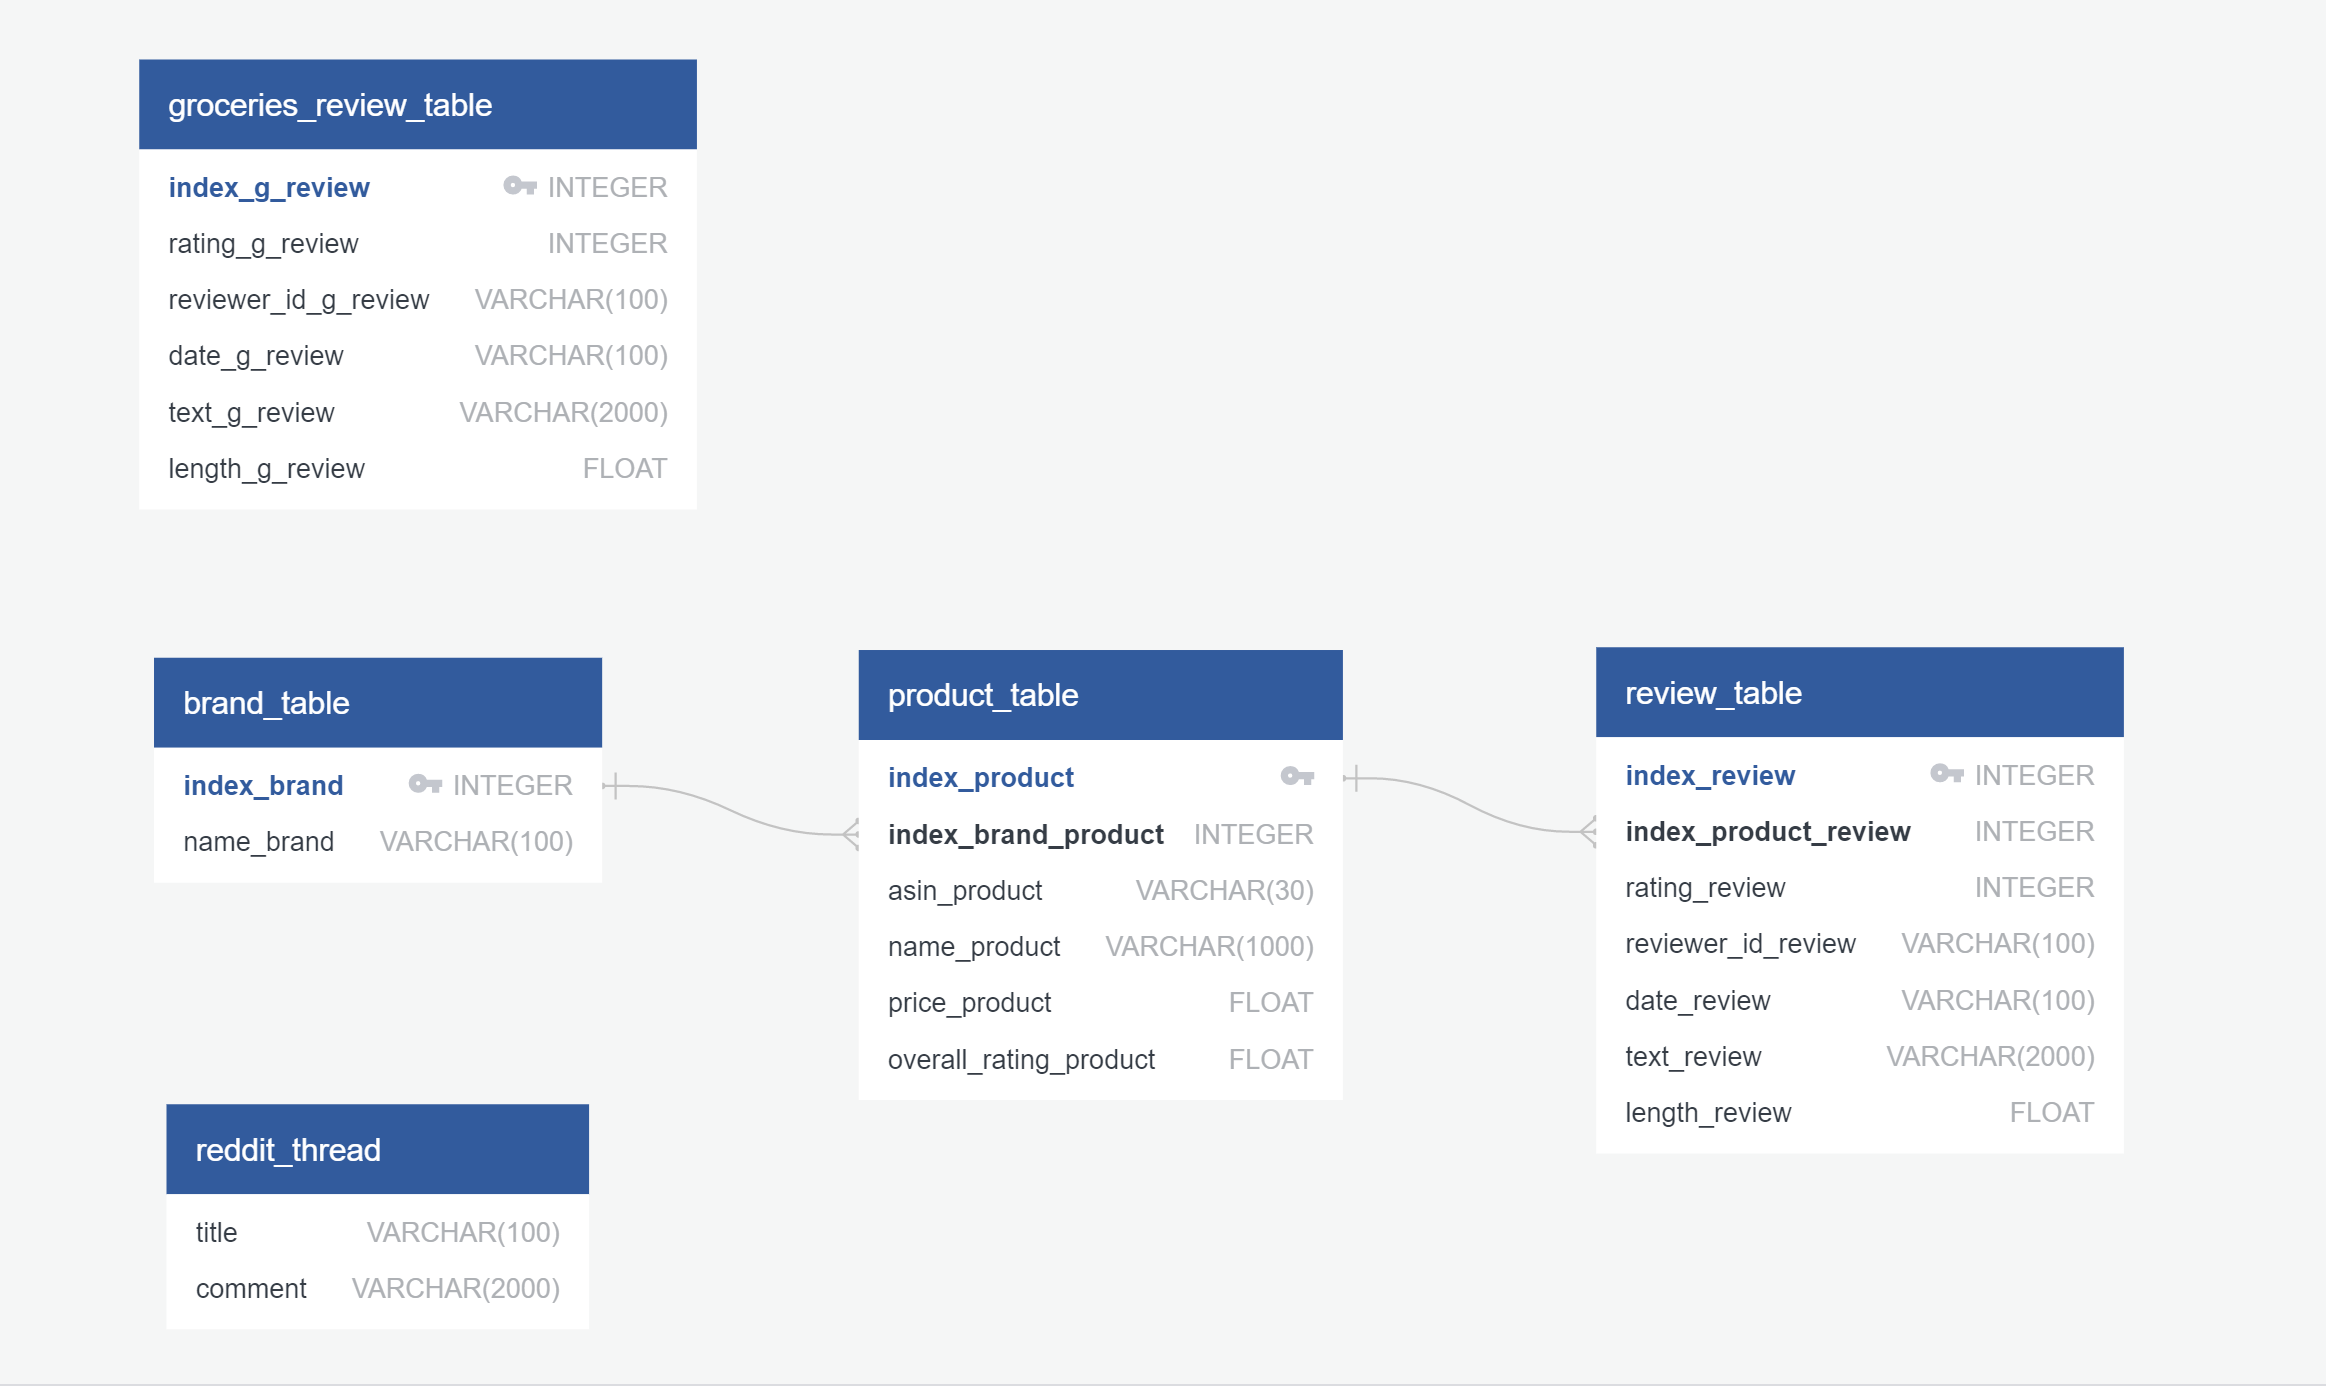 groceries_review_table
index_g_review INTEGER
rating_g_review INTEGER
reviewer_id_g_review VARCHAR(100)
date_g_review VARCHAR(100)
text_g_review VARCHAR(2000)
length_g_review FLOAT
brand_table
index_brand INTEGER
name_brand VARCHAR(100)
product_table
index_product
index_brand_product INTEGER
asin_product VARCHAR(30)
name_product VARCHAR(1000)
price_product FLOAT
overall_rating_product FLOAT
review_table
index_review INTEGER
index_product_review INTEGER
rating_review INTEGER
reviewer_id_review VARCHAR(100)
date_review VARCHAR(100)
text_review VARCHAR(2000)
length_review FLOAT
reddit_thread
title VARCHAR(100)
comment VARCHAR(2000)